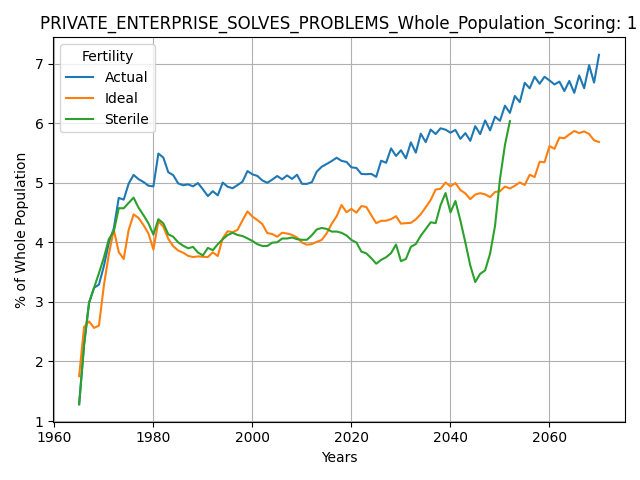 PRIVATE_ENTERPRISE_SOLVES_PROBLEMS_Whole_Population_Scoring: 1
Fertility
Actual
Ideal
Sterile
% of Whole Population
7
6
5
4
3
2
1
1960
1980
2000
2020
2040
2060
Years